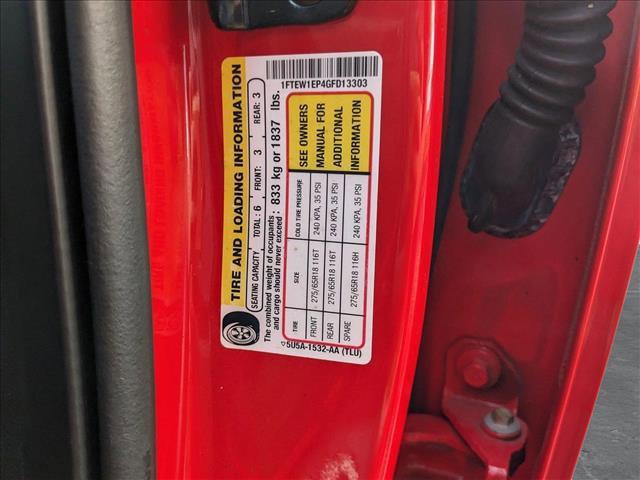 1FTEW1EP4GFD13303
TIRE AND LOADING INFORMATION
SEATING CAPACITY TOTAL : 6 FRONT: 3 REAR: 3
The combined weight of occupants and cargo should never exceed : 833 kg or 1837 lbs.
TIRE SIZE COLD TIRE PRESSURE
FRONT 275/65R18 116T 240 KPA, 35 PSI
REAR 275/65R18 116T 240 KPA, 35 PSI
SPARE 275/65R18 116H 240 KPA, 35 PSI
SEE OWNERS
MANUAL FOR
ADDITIONAL
INFORMATION
5U5A-1532-AA (TLU)